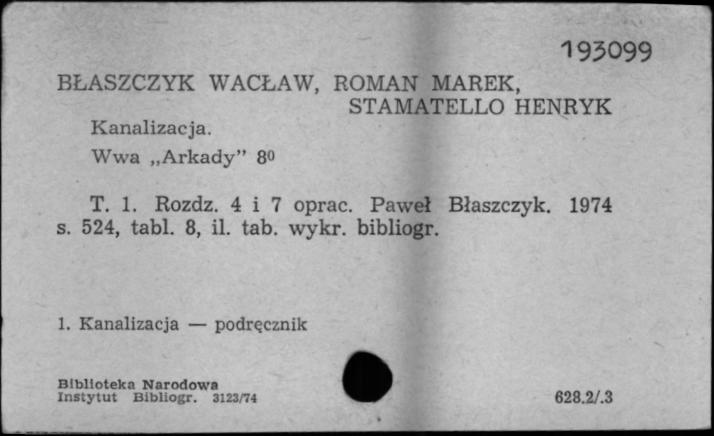 193099
BŁASZCZYK WACŁAW, ROMAN MAREK,
STAMATELLO HENRYK
Kanalizacja.
Wwa „Arkady” 8⁰
T. 1. Rozdz. 4 i 7 oprac. Paweł Błaszczyk. 1974
s. 524, tabl. 8, il. tab. wykr. bibliogr.
1. Kanalizacja — podręcznik
Biblioteka Narodowa
Instytut Bibliogr. 3123/74
628.2/.3